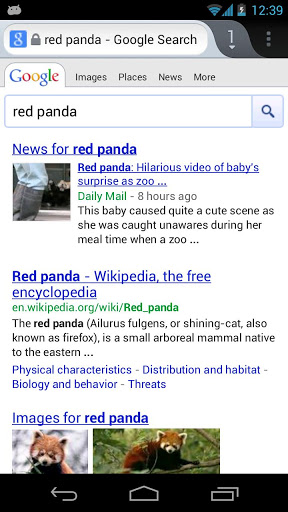 12:39
red panda - Google Search
1
Google Images Places News More
red panda
News for red panda
Red panda: Hilarious video of baby's
surprise as zoo ...
Daily Mail - 8 hours ago
This baby caused quite a cute scene as
she was caught unawares during her
meal time when a zoo ...
Red panda - Wikipedia, the free
encyclopedia
en.wikipedia.org/wiki/Red_panda
The red panda (Ailurus fulgens, or shining-cat, also
known as firefox), is a small arboreal mammal native
to the eastern ...
Physical characteristics - Distribution and habitat -
Biology and behavior - Threats
Images for red panda